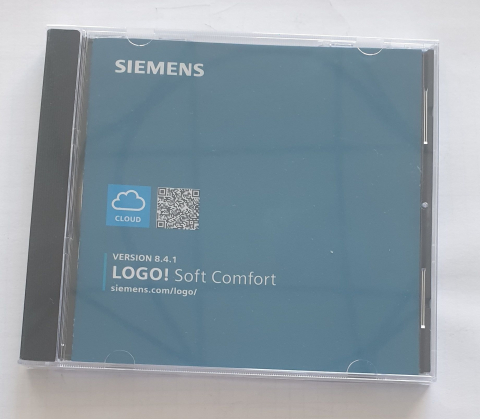 SIEMENS
CLOUD
VERSION 8.4.1
LOGO! Soft Comfort
siemens.com/logo/